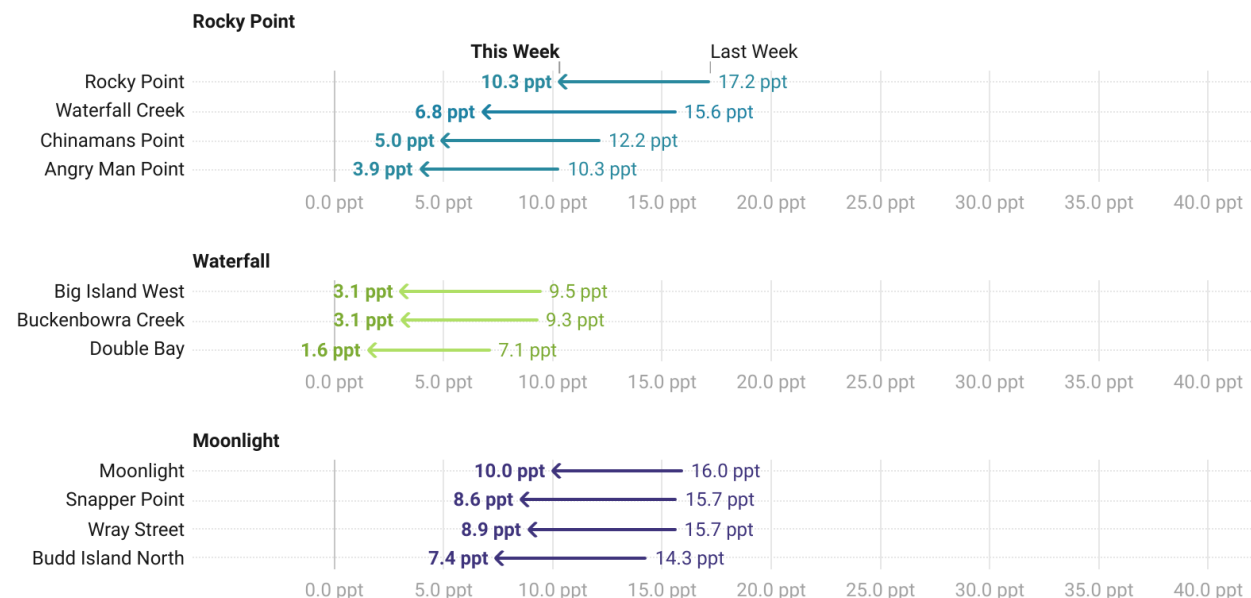 Rocky Point
This Week Last Week
Rocky Point 10.3 ppt 17.2 ppt
Waterfall Creek 6.8 ppt 15.6 ppt
Chinamans Point 5.0 ppt 12.2 ppt
Angry Man Point 3.9 ppt 10.3 ppt
0.0 ppt 5.0 ppt 10.0 ppt 15.0 ppt 20.0 ppt 25.0 ppt 30.0 ppt 35.0 ppt 40.0 ppt
Waterfall
Big Island West 3.1 ppt 9.5 ppt
Buckenbowra Creek 3.1 ppt 9.3 ppt
Double Bay 1.6 ppt 7.1 ppt
0.0 ppt 5.0 ppt 10.0 ppt 15.0 ppt 20.0 ppt 25.0 ppt 30.0 ppt 35.0 ppt 40.0 ppt
Moonlight
Moonlight 10.0 ppt 16.0 ppt
Snapper Point 8.6 ppt 15.7 ppt
Wray Street 8.9 ppt 15.7 ppt
Budd Island North 7.4 ppt 14.3 ppt
0.0 ppt 5.0 ppt 10.0 ppt 15.0 ppt 20.0 ppt 25.0 ppt 30.0 ppt 35.0 ppt 40.0 ppt